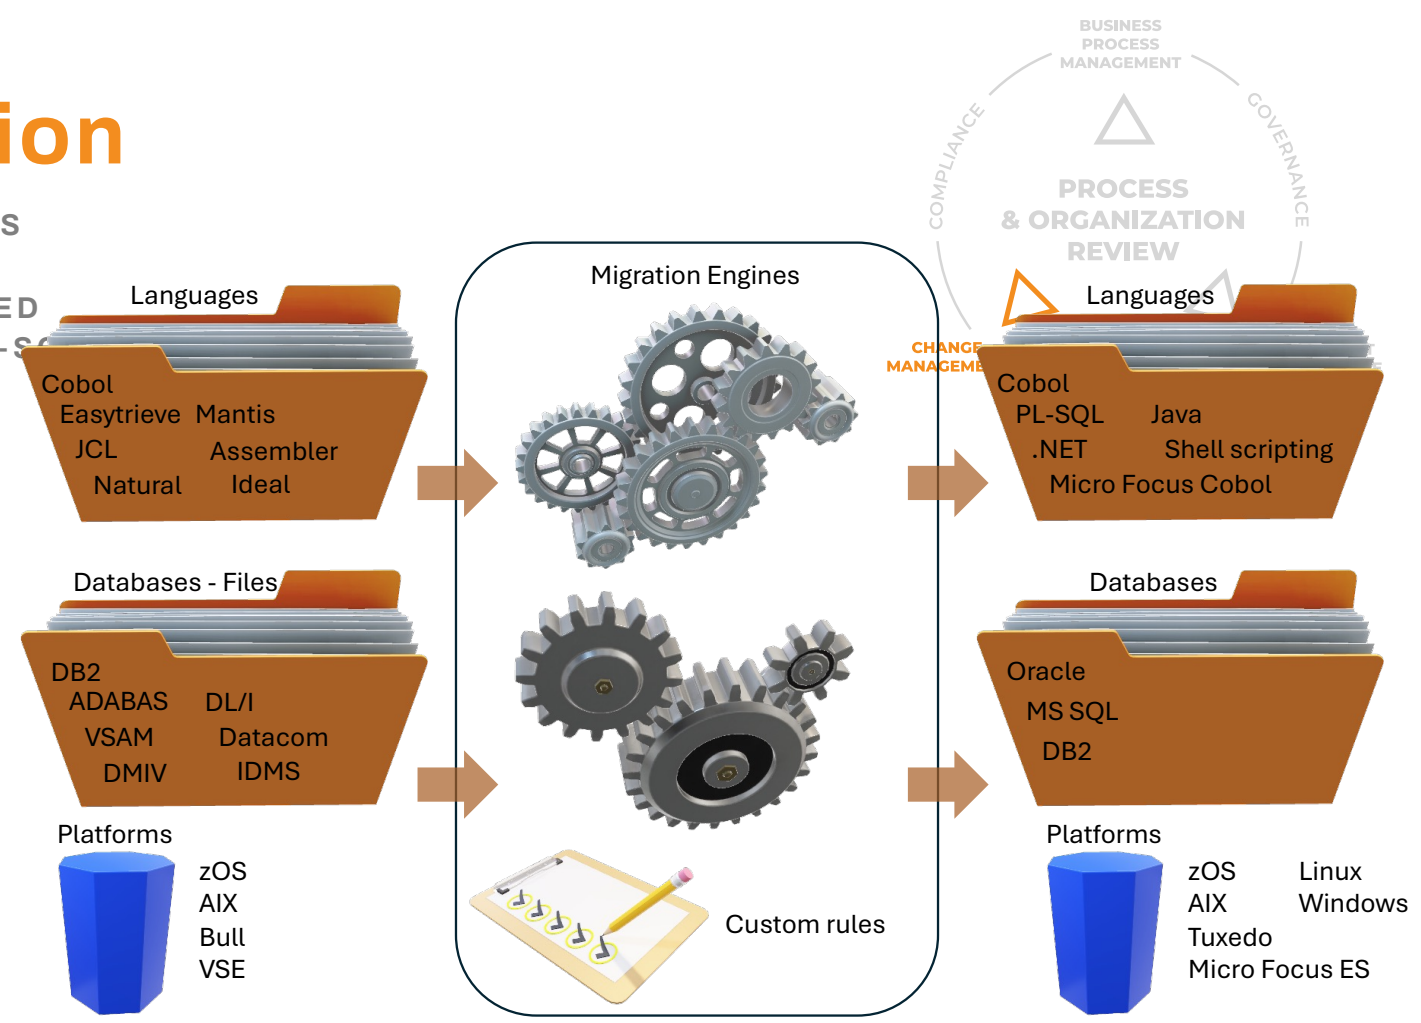 BUSINESS
PROCESS
MANAGEMENT
COMPLIANCE
GOVERNANCE
PROCESS
& ORGANIZATION
REVIEW
CHANGE
ion
S
ED
Languages
Cobol
Easytrieve Mantis
JCL Assembler
Natural Ideal
Databases - Files
DB2
ADABAS DL/I
VSAM Datacom
DMIV IDMS
Platforms
zOS
AIX
Bull
VSE
Migration Engines
Custom rules
Languages
Cobol
PL-SQL Java
.NET Shell scripting
Micro Focus Cobol
Databases
Oracle
MS SQL
DB2
Platforms
zOS Linux
AIX Windows
Tuxedo
Micro Focus ES